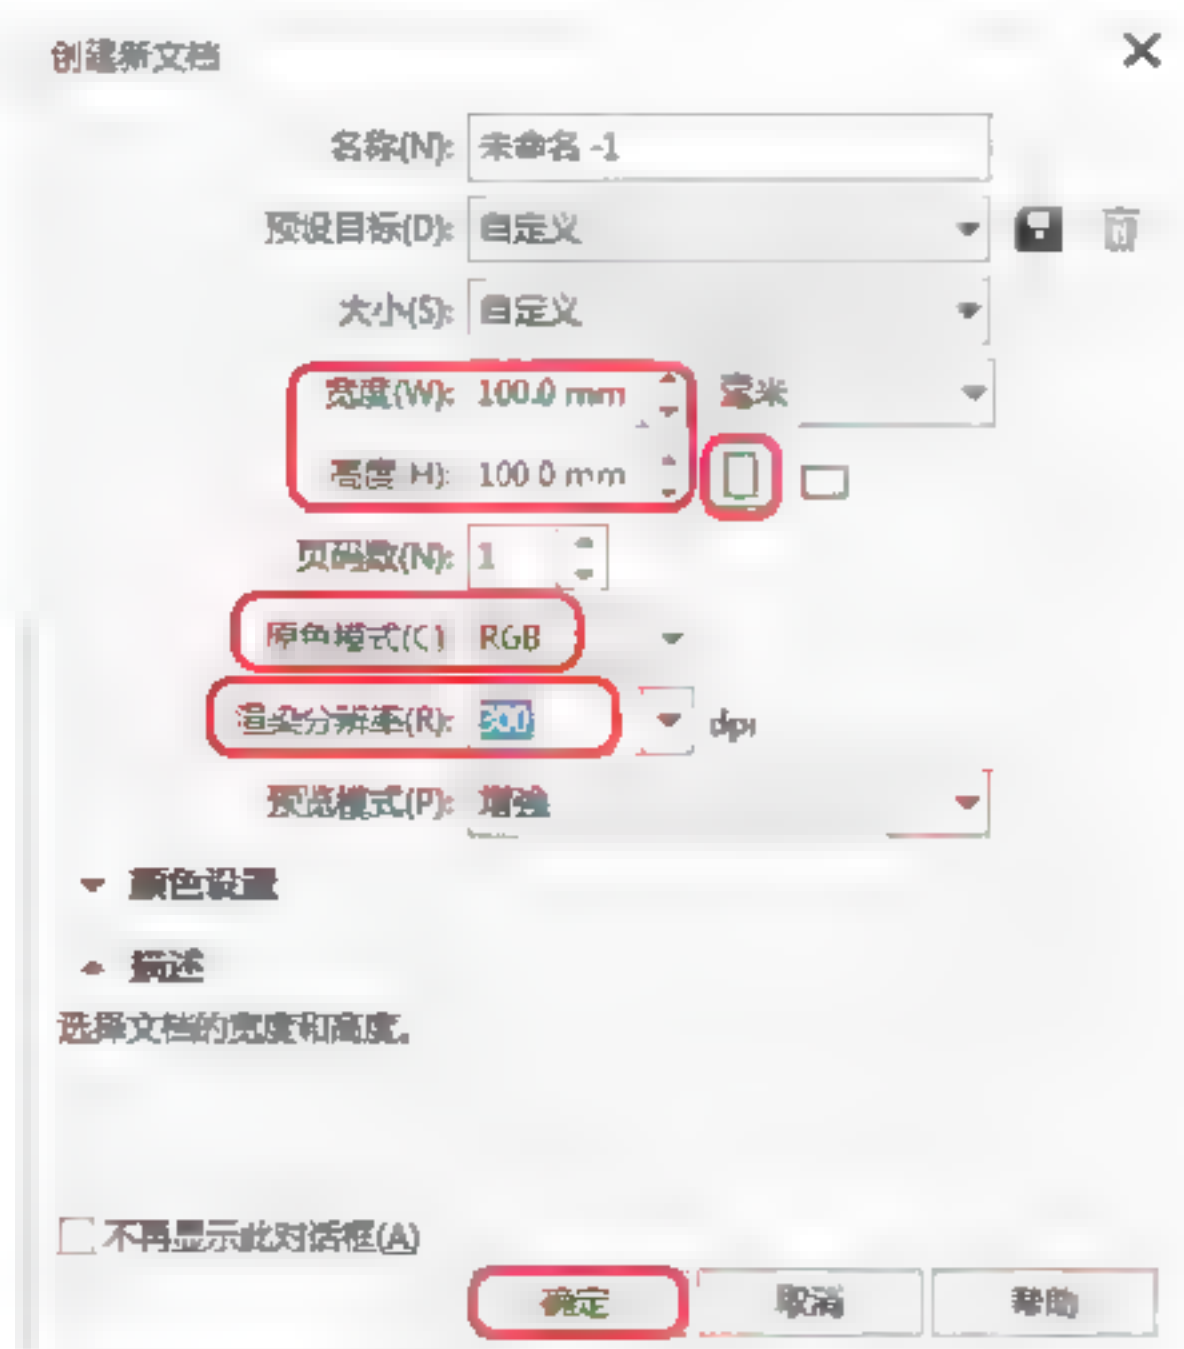 创建新文档
名称(N): 未命名 -1
预设目标(D): 自定义
大小(S): 自定义
宽度(W): 100.0 mm 毫米
高度 H): 100.0 mm
页码数(N): 1
原色模式(C) RGB
渲染分辨率(R): 300 dpi
预览模式(P): 增强
颜色设置
描述
选择文档的宽度和高度。
不再显示此对话框(A)
确定 取消 帮助